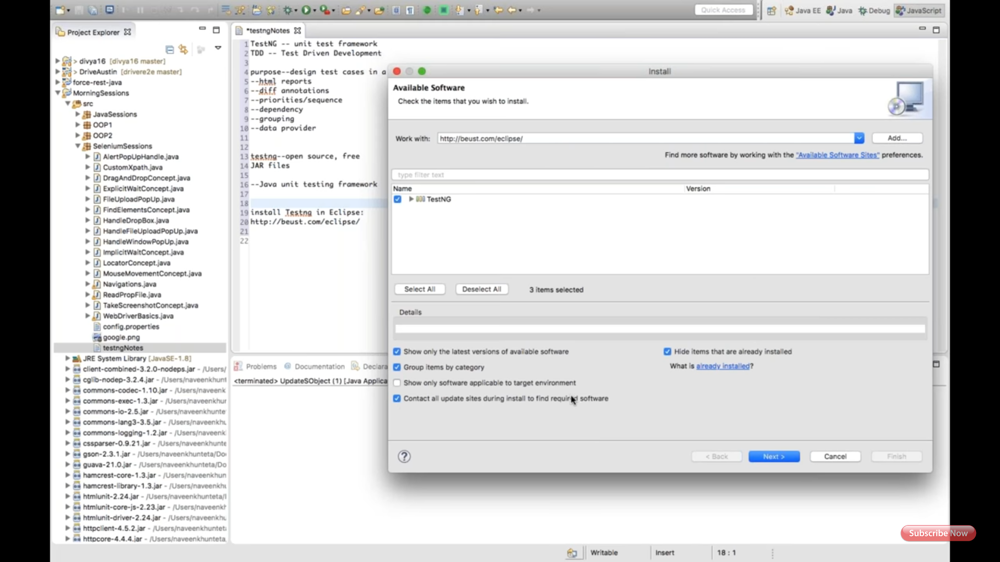 Quick Access
Java EE
Java
Debug
JavaScript
Project Explorer
> divya16 [divya16 master]
> DriveAustin [drivere2e master]
force-rest-java
MorningSessions
src
JavaSessions
OOP1
OOP2
SeleniumSessions
AlertPopUpHandle.java
CustomXpath.java
DragAndDropConcept.java
ExplicitWaitConcept.java
FileUploadPopUp.java
FindElementsConcept.java
HandleDropBox.java
HandleFileUploadPopUp.java
HandleWindowPopUp.java
ImplicitWaitConcept.java
LocatorConcept.java
MouseMovementConcept.java
Navigations.java
ReadPropFile.java
TakeScreenshotConcept.java
WebDriverBasics.java
config.properties
google.png
testngNotes
JRE System Library [JavaSE-1.8]
client-combined-3.2.0-nodeps.jar - /Users/
cglib-nodep-3.2.4.jar - /Users/naveenkhunt
commons-codec-1.10.jar - /Users/naveenk
commons-exec-1.3.jar - /Users/naveenkhur
commons-io-2.5.jar - /Users/naveenkhunte
commons-lang3-3.5.jar - /Users/naveenkhu
commons-logging-1.2.jar - /Users/naveenk
cssparser-0.9.21.jar - /Users/naveenkhunte
gson-2.3.1.jar - /Users/naveenkhunteta/Do
guava-21.0.jar - /Users/naveenkhunteta/Do
hamcrest-core-1.3.jar - /Users/naveenkhun
hamcrest-library-1.3.jar - /Users/naveenkhu
htmlunit-2.24.jar - /Users/naveenkhunteta/
htmlunit-core-js-2.23.jar - /Users/naveenkh
htmlunit-driver-2.24.jar - /Users/naveenkhu
httpclient-4.5.2.jar - /Users/naveenkhunteta
httpcore-4.4.4.jar - /Users/naveenkhunteta
*testngNotes
1 TestNG -- unit test framework
2 TDD -- Test Driven Development
3
4 purpose--design test cases in a
5 --html reports
6 --diff annotations
7 --priorities/sequence
8 --dependency
9 --grouping
10 --data provider
11
12
13 testng--open source, free
14 JAR files
15
16 --Java unit testing framework
17
18
19 install Testng in Eclipse:
20 http://beust.com/eclipse/
21
22
Problems
Documentation
Declara
<terminated> UpdateSObject (1) [Java Applica
Install
Available Software
Check the items that you wish to install.
Work with:
http://beust.com/eclipse/
Add...
Find more software by working with the "Available Software Sites" preferences.
type filter text
Name
Version
TestNG
Select All
Deselect All
3 items selected
Details
Show only the latest versions of available software
Hide items that are already installed
Group items by category
What is already installed?
Show only software applicable to target environment
Contact all update sites during install to find required software
?
< Back
Next >
Cancel
Finish
Subscribe Now
Writable
Insert
18 : 1